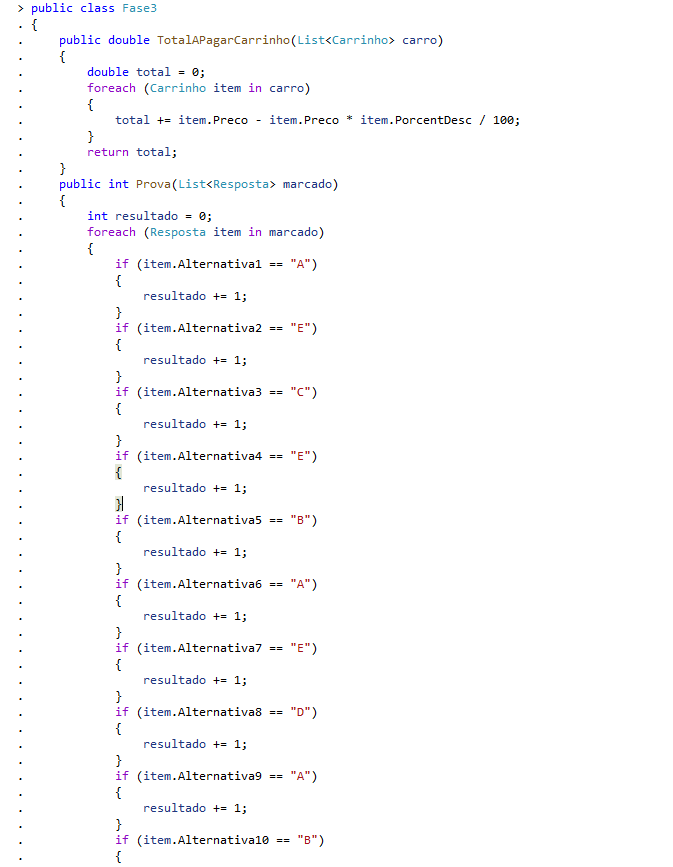 > public class Fase3
. {
.     public double TotalAPagarCarrinho(List<Carrinho> carro)
.     {
.         double total = 0;
.         foreach (Carrinho item in carro)
.         {
.             total += item.Preco - item.Preco * item.PorcentDesc / 100;
.         }
.         return total;
.     }
.     public int Prova(List<Resposta> marcado)
.     {
.         int resultado = 0;
.         foreach (Resposta item in marcado)
.         {
.             if (item.Alternativa1 == "A")
.             {
.                 resultado += 1;
.             }
.             if (item.Alternativa2 == "E")
.             {
.                 resultado += 1;
.             }
.             if (item.Alternativa3 == "C")
.             {
.                 resultado += 1;
.             }
.             if (item.Alternativa4 == "E")
.             {
.                 resultado += 1;
.             }
.             if (item.Alternativa5 == "B")
.             {
.                 resultado += 1;
.             }
.             if (item.Alternativa6 == "A")
.             {
.                 resultado += 1;
.             }
.             if (item.Alternativa7 == "E")
.             {
.                 resultado += 1;
.             }
.             if (item.Alternativa8 == "D")
.             {
.                 resultado += 1;
.             }
.             if (item.Alternativa9 == "A")
.             {
.                 resultado += 1;
.             }
.             if (item.Alternativa10 == "B")
.             {